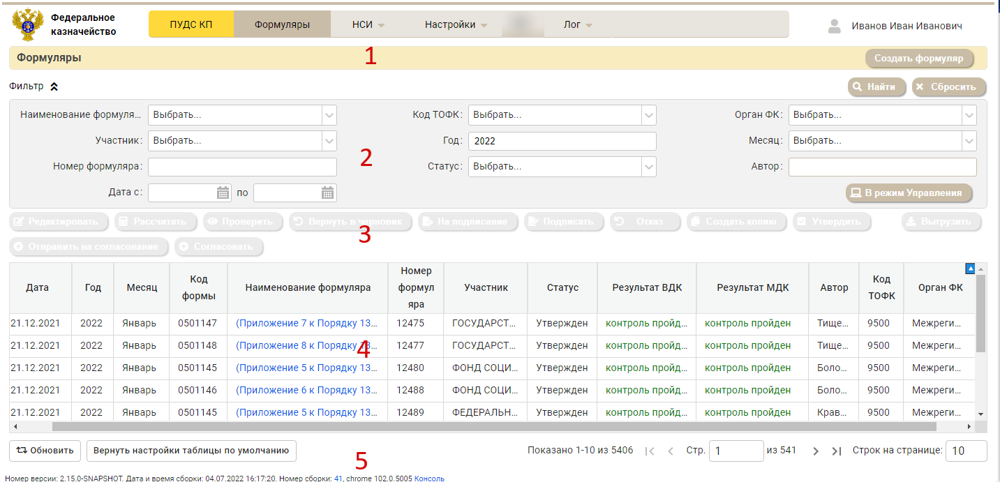 Федеральное
казначейство
ПУДС КП Формуляры НСИ Настройки Лог
Иванов Иван Иванович
Формуляры 1 Создать формуляр
Фильтр Найти Сбросить
Наименование формуля... Выбрать... Код ТОФК: Выбрать... Орган ФК: Выбрать...
Участник: Выбрать... Год: 2022 Месяц: Выбрать...
2
Номер формуляра: Статус: Выбрать... Автор:
Дата с: по В режим Управления
Редактировать Рассчитать Проверить Вернуть в черновик На подписание Подписать Отказ Создать копию Утвердить Выгрузить
3
Отправить на согласование Согласовать
Дата Год Месяц Код формы Наименование формуляра Номер формул яра Участник Статус Результат ВДК Результат МДК Автор Код ТОФК Орган ФК
21.12.2021 2022 Январь 0501147 (Приложение 7 к Порядку 13... 12475 ГОСУДАРСТ... Утвержден контроль пройд... контроль пройден Тище... 9500 Межреги...
21.12.2021 2022 Январь 0501148 (Приложение 8 к Порядку 13... 12477 ГОСУДАРСТ... Утвержден контроль пройд... контроль пройден Тище... 9500 Межреги...
4
21.12.2021 2022 Январь 0501145 (Приложение 5 к Порядку 13... 12480 ФОНД СОЦИ... Утвержден контроль пройд... контроль пройден Боло... 9500 Межреги...
21.12.2021 2022 Январь 0501146 (Приложение 6 к Порядку 13... 12488 ФОНД СОЦИ... Утвержден контроль пройд... контроль пройден Боло... 9500 Межреги...
21.12.2021 2022 Январь 0501145 (Приложение 5 к Порядку 13... 12489 ФЕДЕРАЛЬН... Утвержден контроль пройд... контроль пройден Крав... 9500 Межреги...
Обновить Вернуть настройки таблицы по умолчанию Показано 1-10 из 5406 Стр. 1 из 541 Строк на странице: 10
5
Номер версии: 2.15.0-SNAPSHOT. Дата и время сборки: 04.07.2022 16:17:20. Номер сборки: 41, chrome 102.0.5005 Консоль